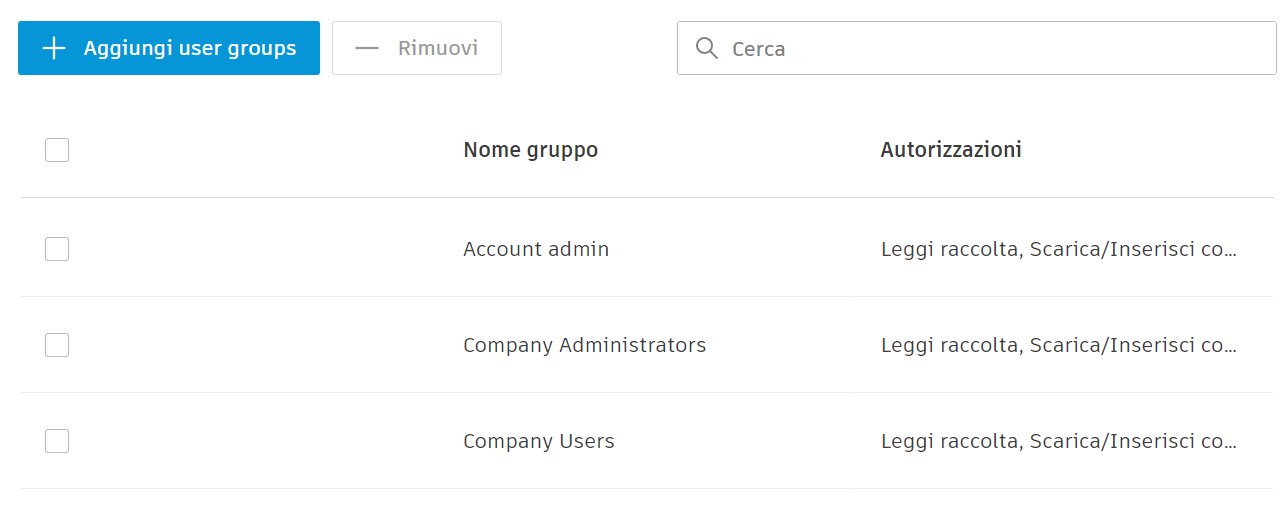 Aggiungi user groups
Rimuovi
Cerca
Nome gruppo Autorizzazioni
Account admin Leggi raccolta, Scarica/Inserisci co...
Company Administrators Leggi raccolta, Scarica/Inserisci co...
Company Users Leggi raccolta, Scarica/Inserisci co...